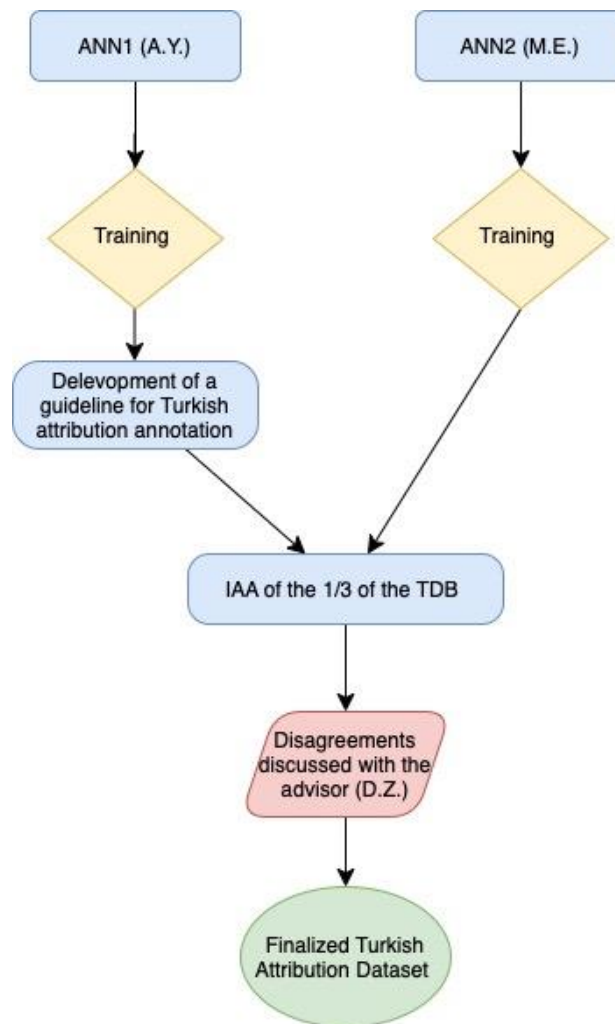 ANN1 (A.Y.)
ANN2 (M.E.)
Training
Training
Delevopment of a
guideline for Turkish
attribution annotation
IAA of the 1/3 of the TDB
Disagreements
discussed with the
advisor (D.Z.)
Finalized Turkish
Attribution Dataset